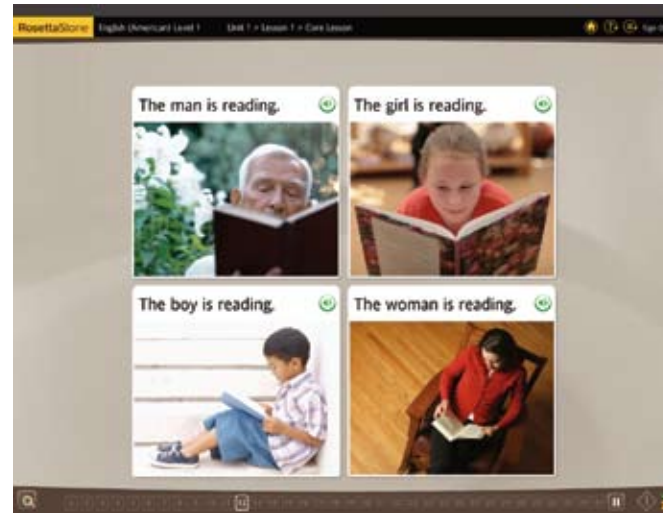 RosettaStone
English (American) Level 1
Unit 1 > Lesson 1 > Core Lesson
The man is reading.
The girl is reading.
The boy is reading.
The woman is reading.